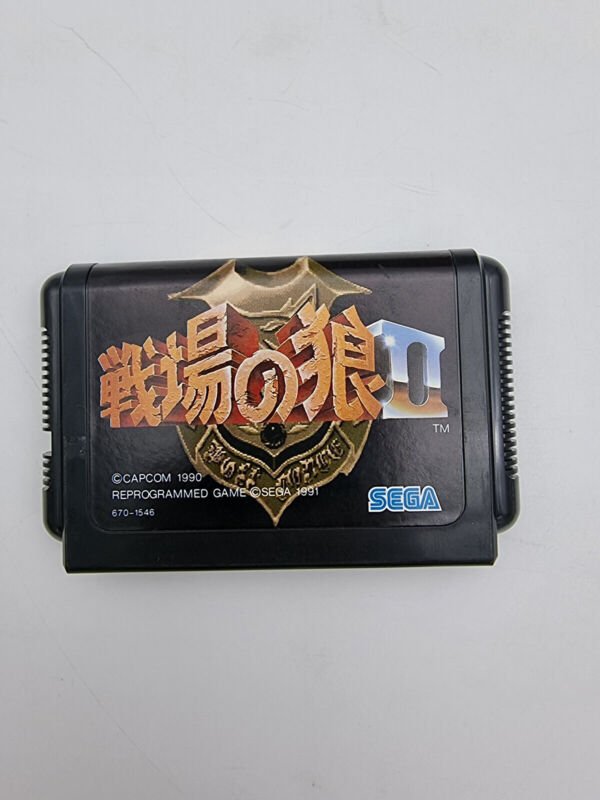 戦場の狼II
TM
©CAPCOM 1990
REPROGRAMMED GAME ©SEGA 1991
670-1546
SEGA